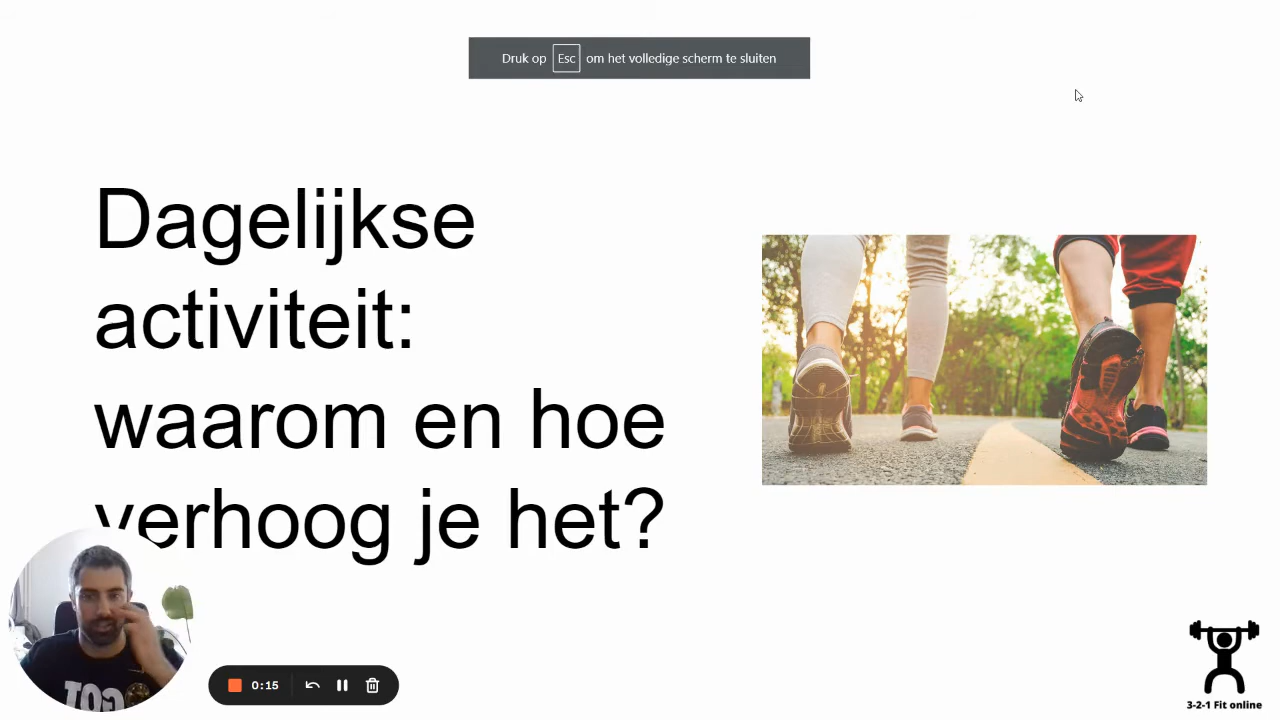 Druk op Esc om het volledige scherm te sluiten
Dagelijkse
activiteit:
waarom en hoe
verhoog je het?
0:15
3-2-1 Fit online